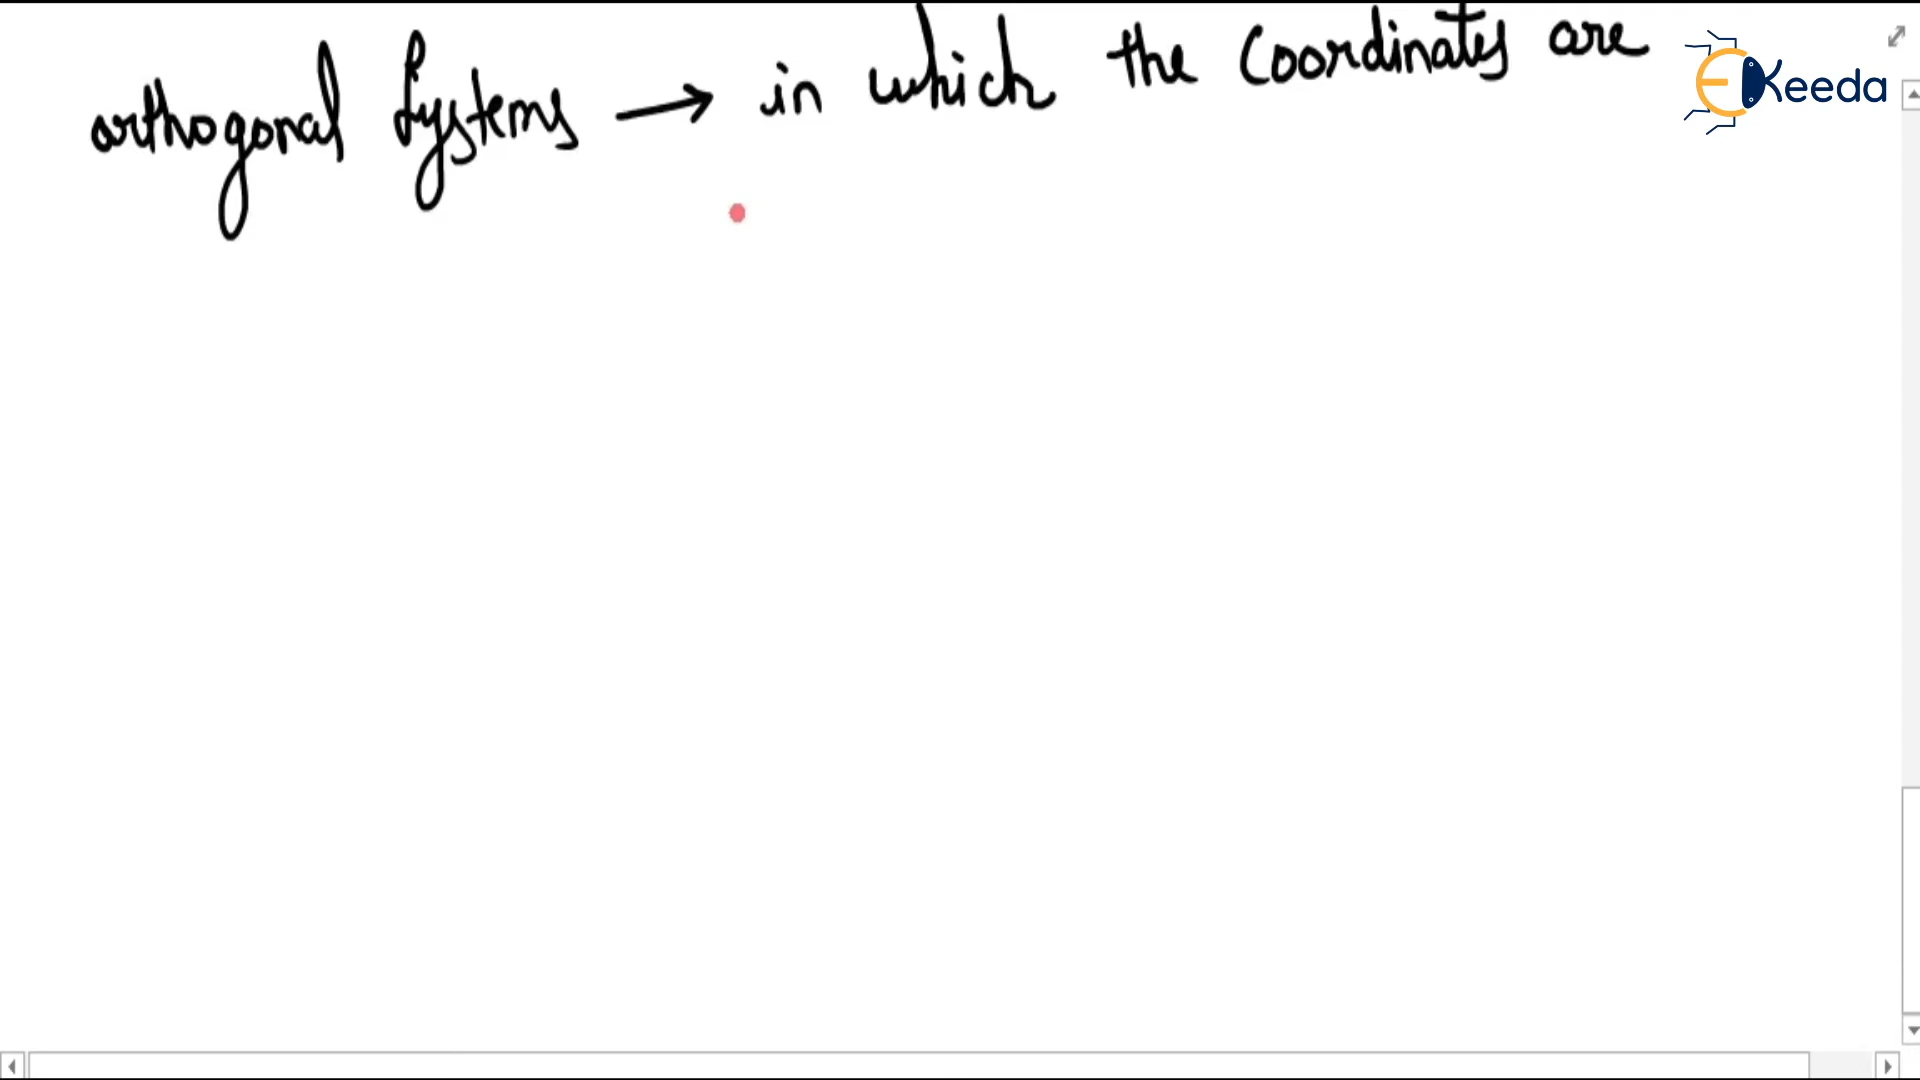 orthogonal Systems → in which the Coordinates are
EKeeda